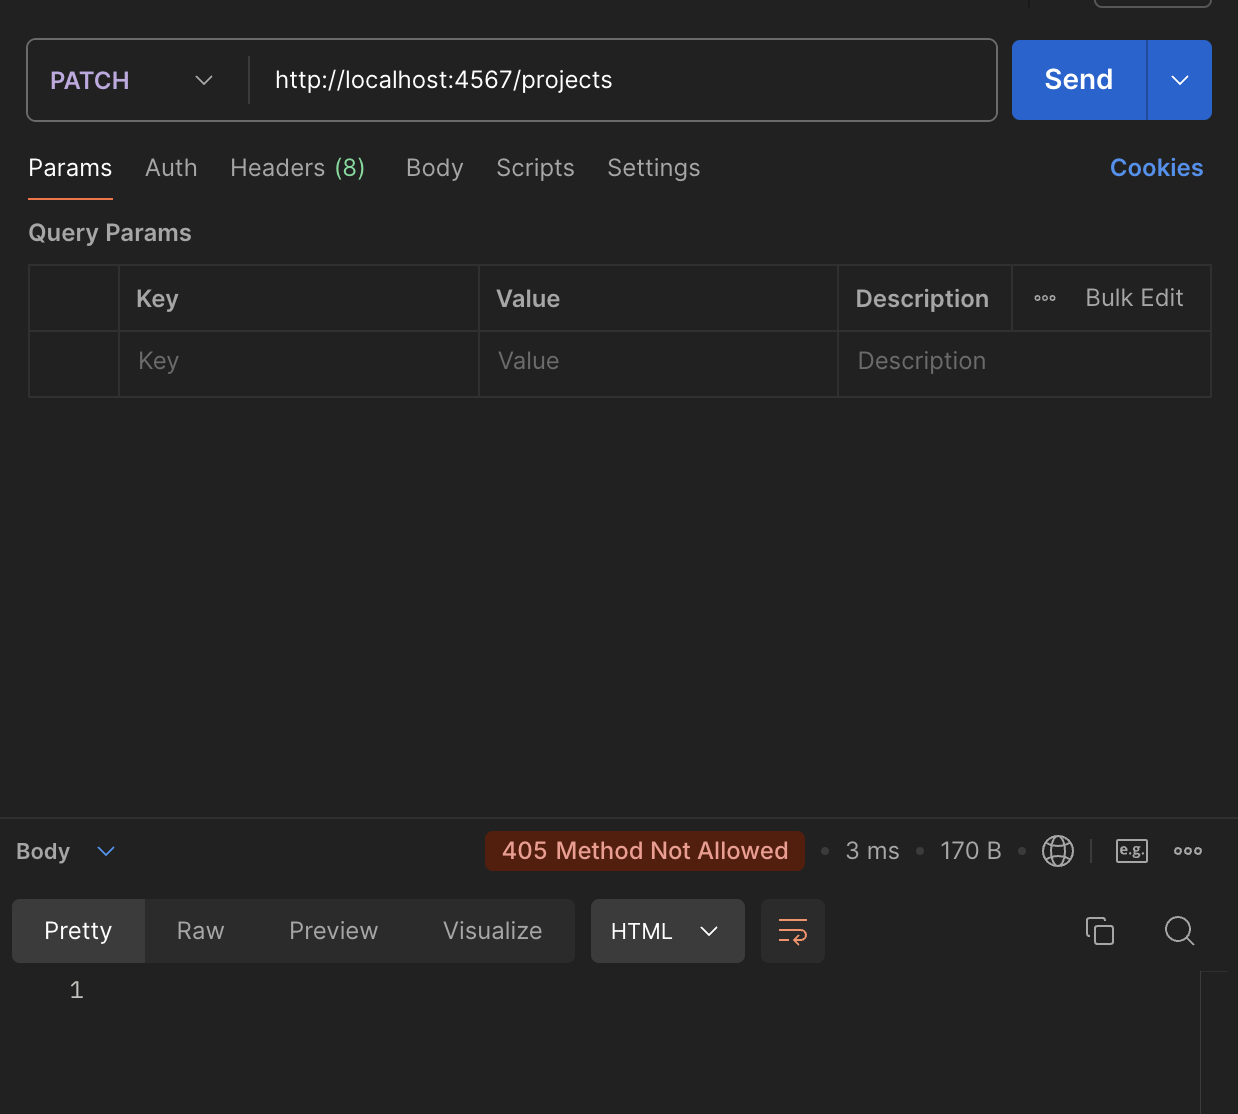 PATCH http://localhost:4567/projects Send
Params Auth Headers (8) Body Scripts Settings Cookies
Query Params
Key Value Description Bulk Edit
Key Value Description
Body 405 Method Not Allowed 3 ms 170 B e.g.
Pretty Raw Preview Visualize HTML
1